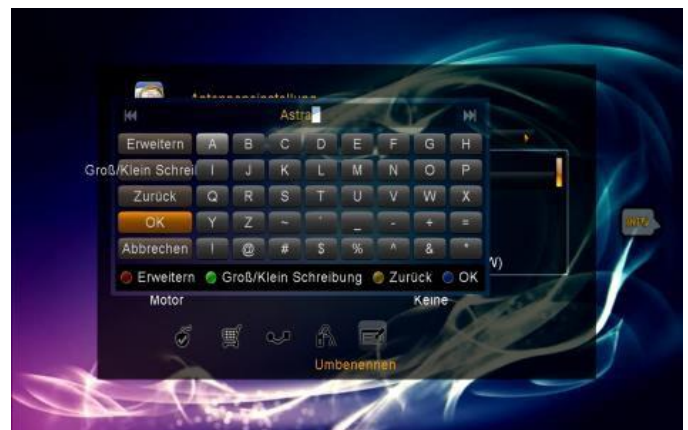 Antenneneinstellung
Astra
Erweitern A B C D E F G H
Groß/Klein Schrei I J K L M N O P
Zurück Q R S T U V W X
OK Y Z ~ ' _ - + =
Abbrechen ! @ # $ % ^ & *
V)
Erweitern Groß/Klein Schreibung Zurück OK
Motor Keine
Umbenennen
INFO